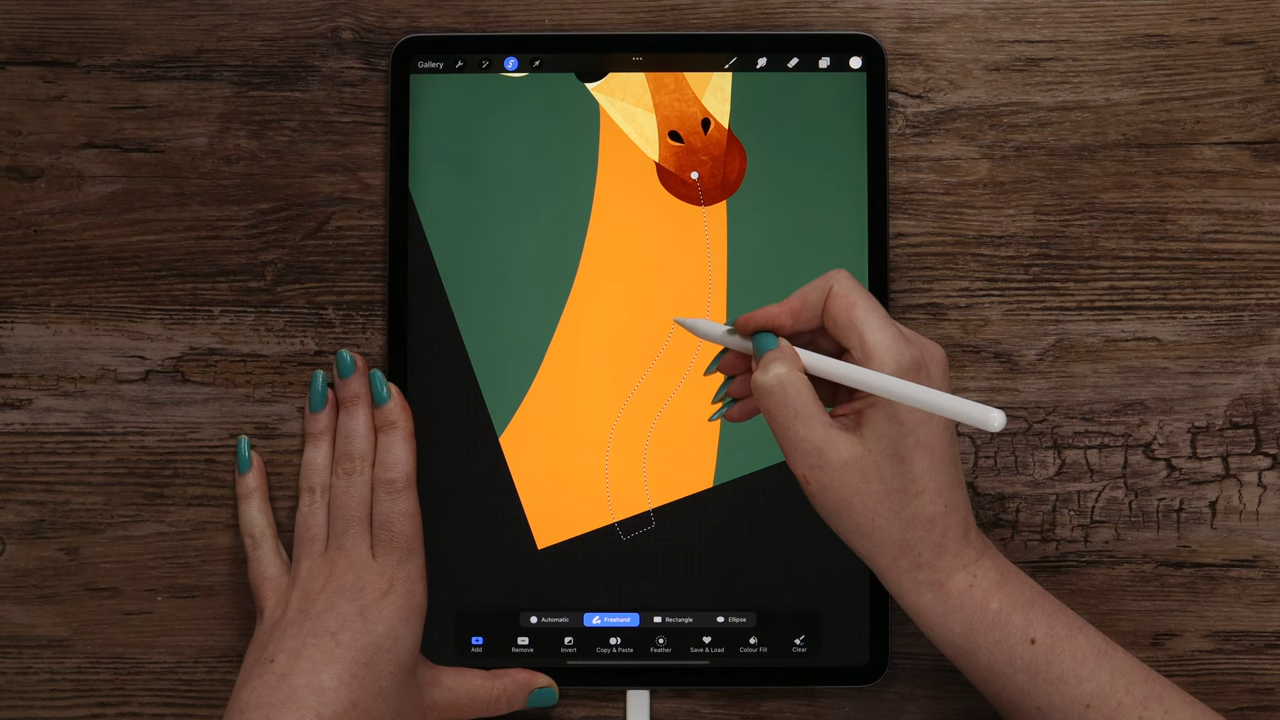 Gallery
Automatic Freehand Rectangle Ellipse
Add Remove Invert Copy & Paste Feather Save & Load Colour Fill Clear